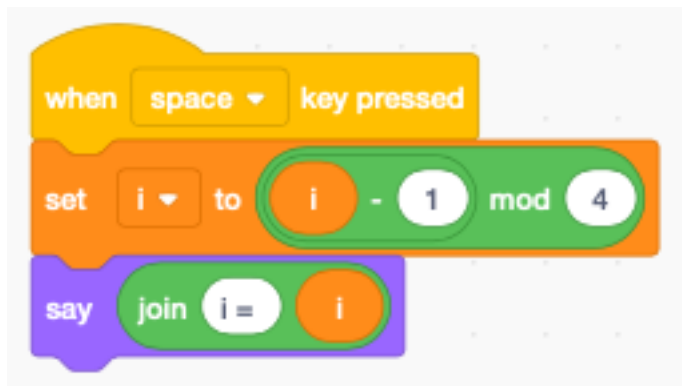 when space key pressed
set i to i - 1 mod 4
say join i = i